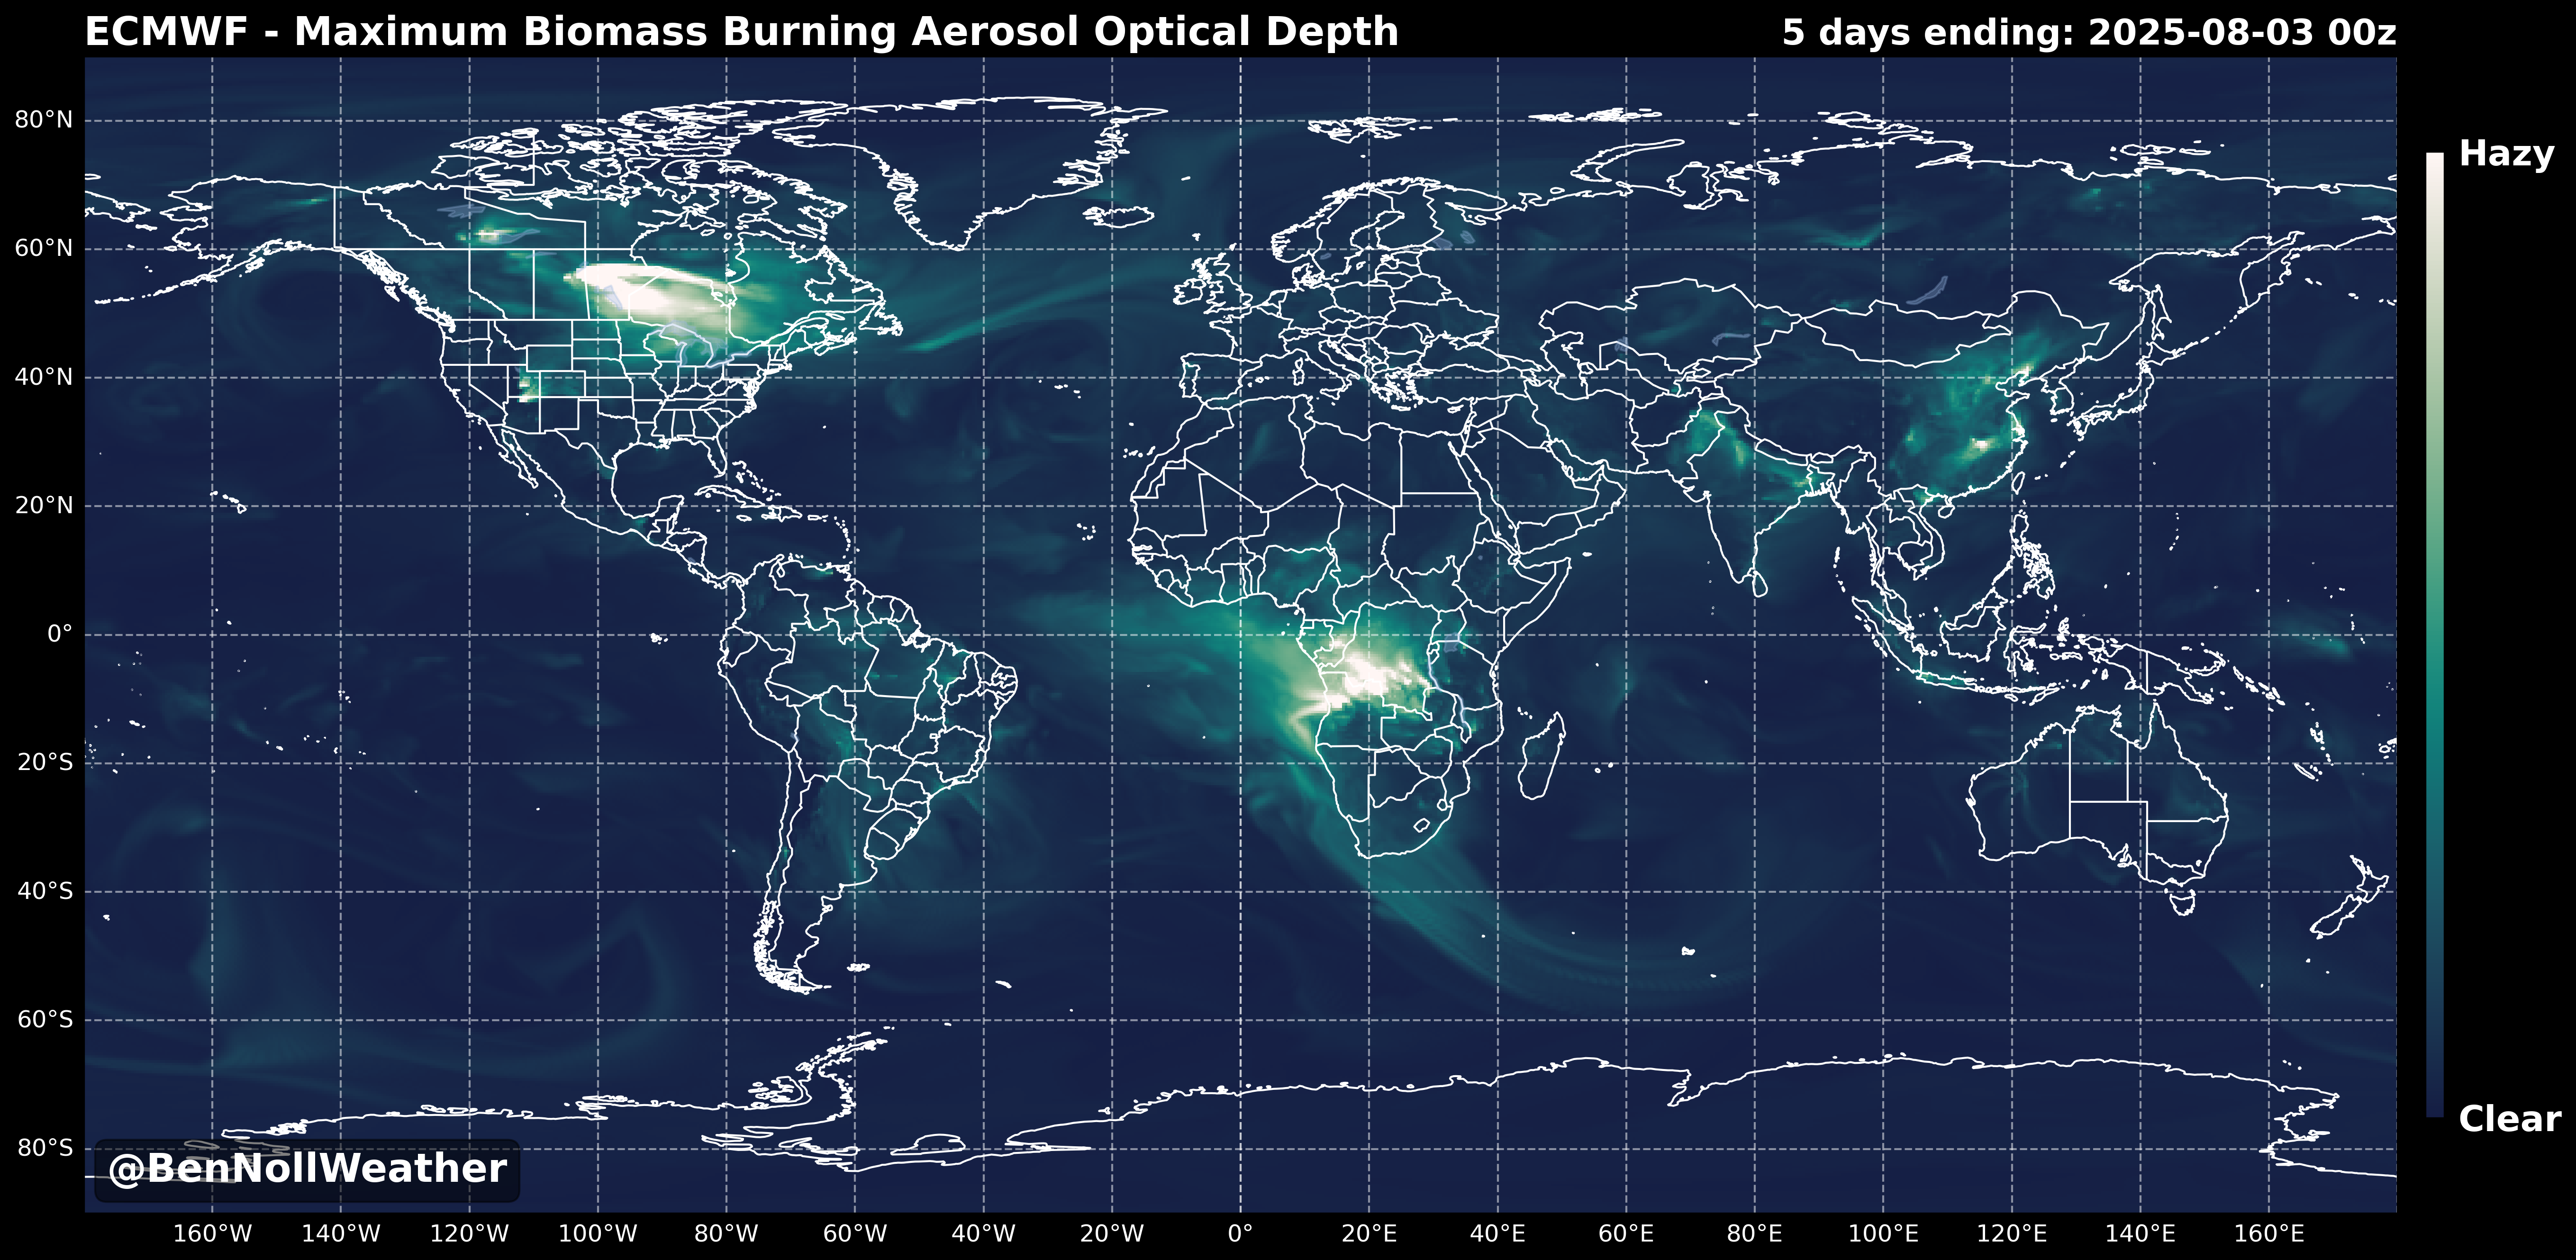 ECMWF - Maximum Biomass Burning Aerosol Optical Depth
5 days ending: 2025-08-03 00z
Hazy
80°N
60°N
40°N
20°N
0°
20°S
40°S
60°S
80°S
Clear
@BenNollWeather
160°W 140°W 120°W 100°W 80°W 60°W 40°W 20°W 0° 20°E 40°E 60°E 80°E 100°E 120°E 140°E 160°E